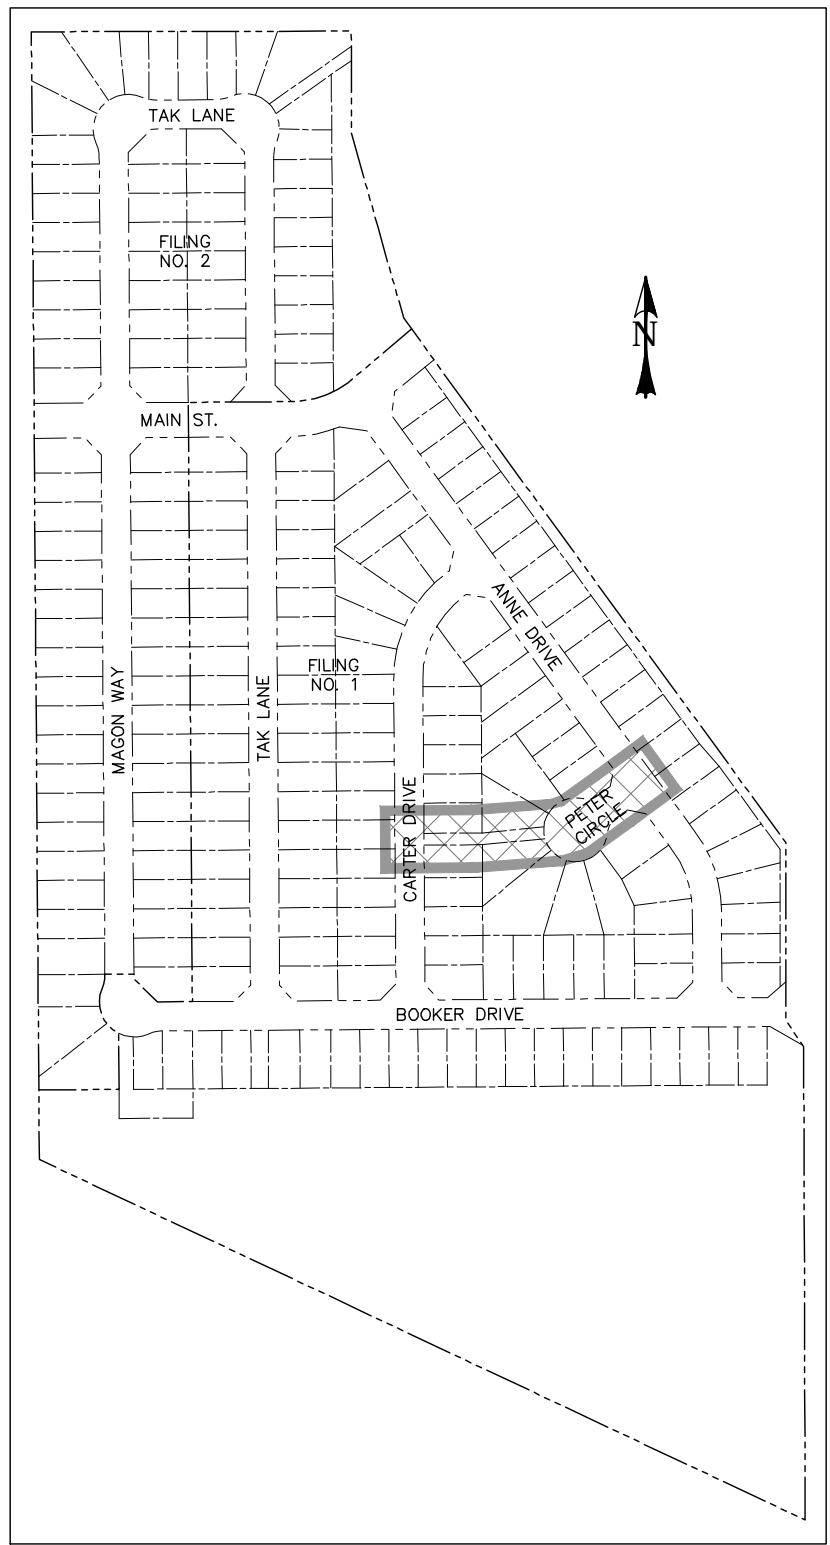 TAK LANE
FILING
NO. 2
N
MAIN ST.
ANNE DRIVE
FILING
NO. 1
MAGON WAY
TAK LANE
CARTER DRIVE
PETER
CIRCLE
BOOKER DRIVE